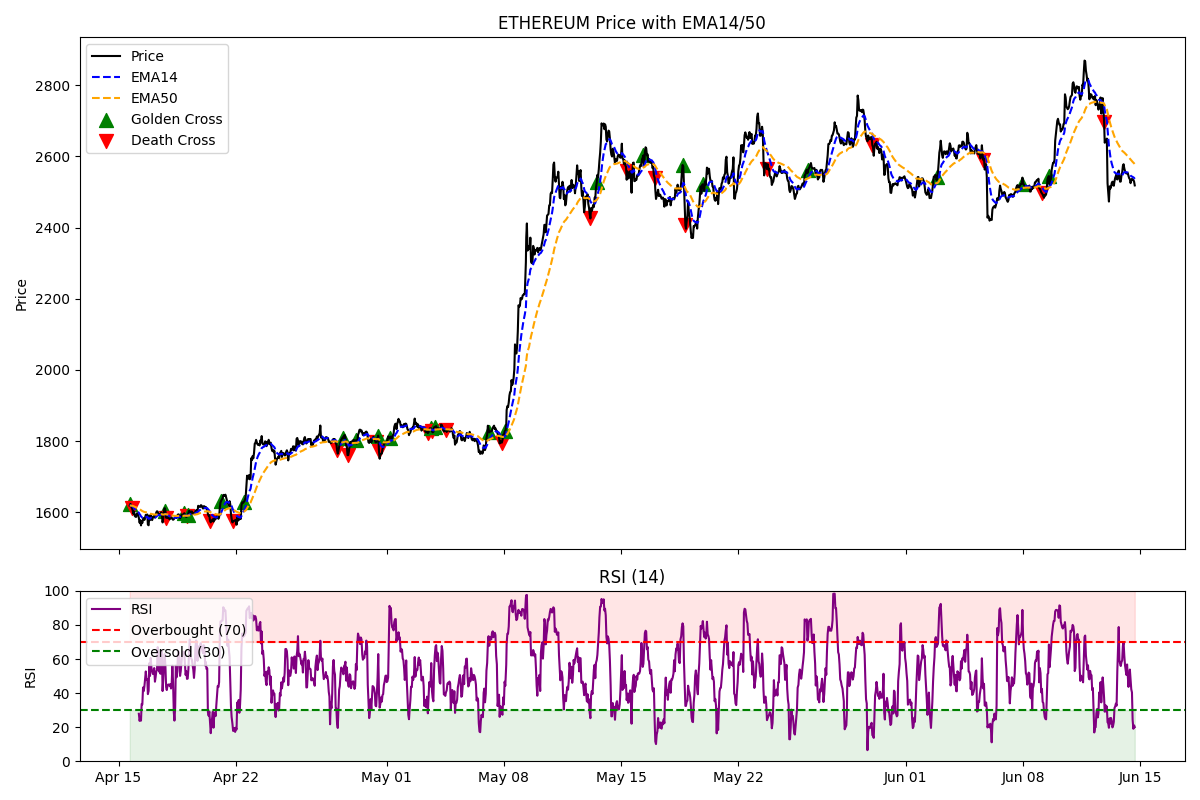 ETHEREUM Price with EMA14/50
Price
EMA14
EMA50
Golden Cross
Death Cross
2800
2600
2400
2200
2000
1800
1600
Price
RSI (14)
RSI
Overbought (70)
Oversold (30)
100
80
60
40
20
0
RSI
Apr 15 Apr 22 May 01 May 08 May 15 May 22 Jun 01 Jun 08 Jun 15